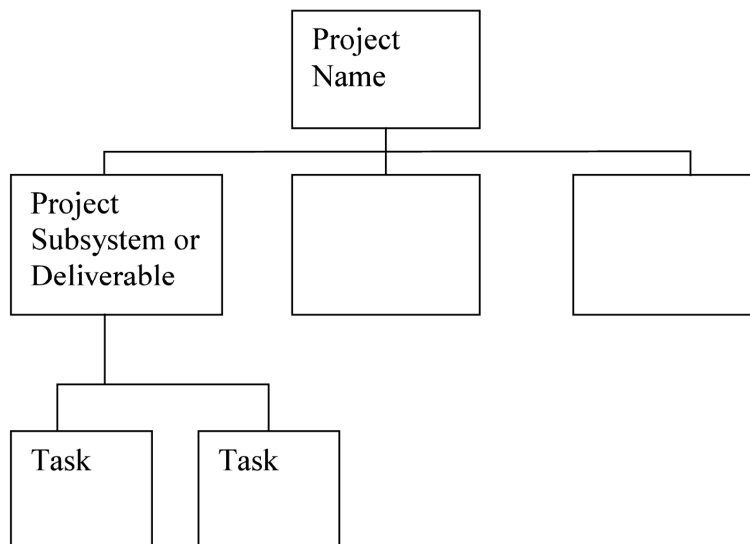 Project
Name
Project
Subsystem or
Deliverable
Task
Task